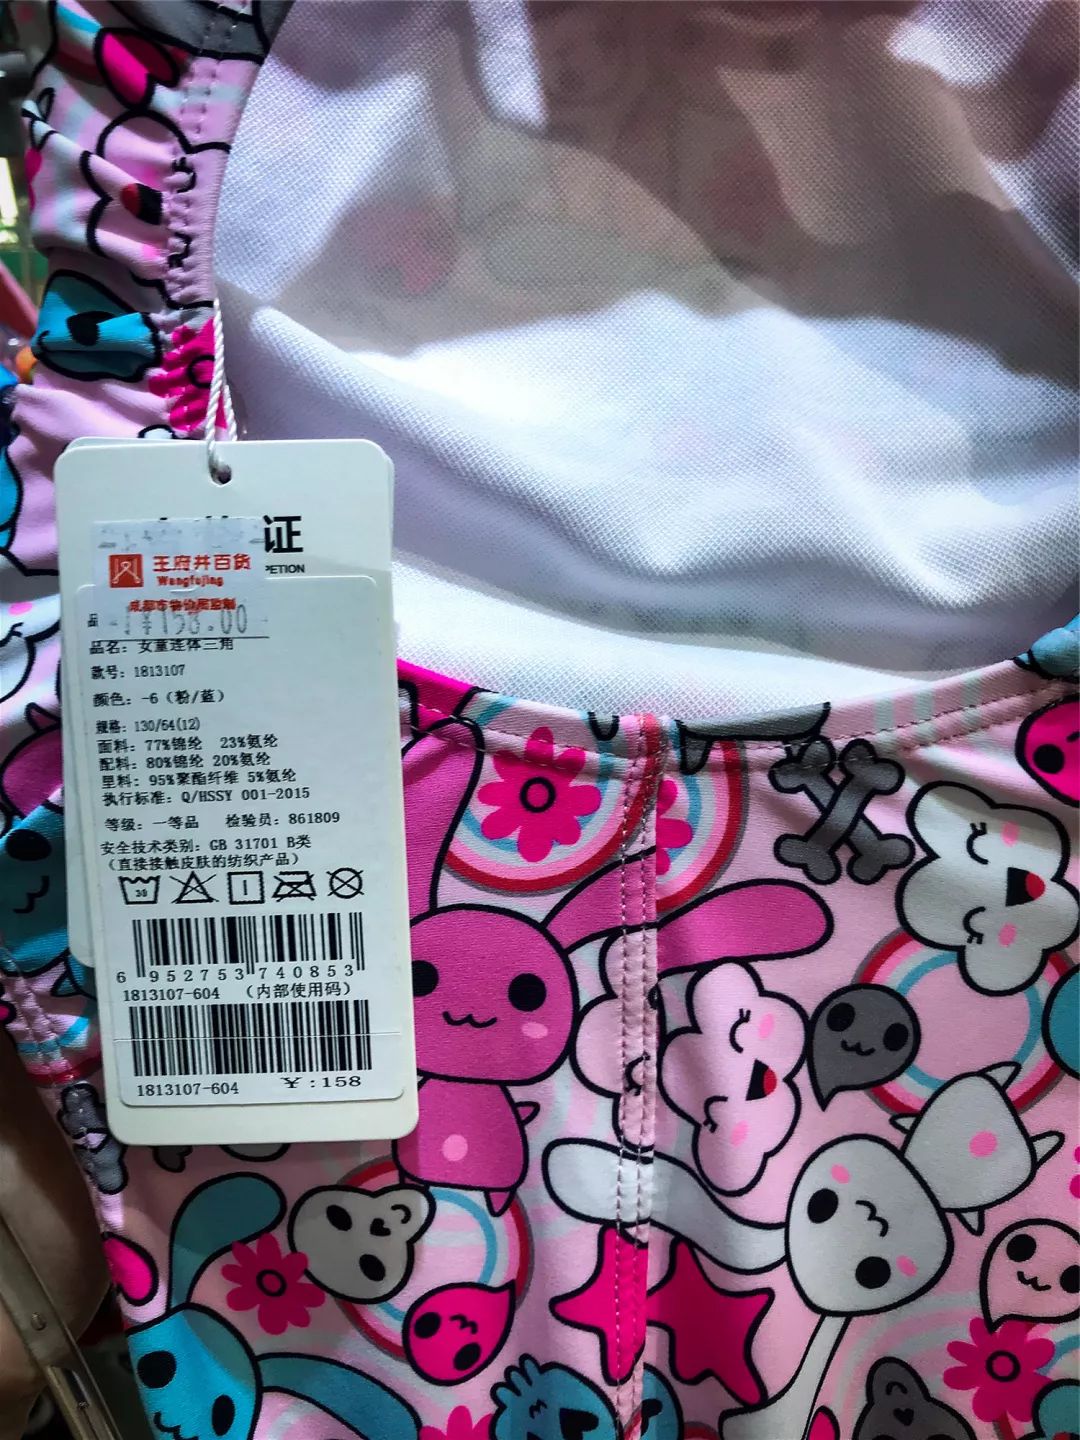 证
PETION
王府井百货
Wangfujing
成都市物价局监制
¥158.00
品
品名：女童连体三角
款号：1813107
颜色：-6（粉/蓝）
规格：130/64(12)
面料：77%锦纶 23%氨纶
配料：80%锦纶 20%氨纶
里料：95%聚酯纤维 5%氨纶
执行标准：Q/HSSY 001-2015
等级：一等品 检验员：861809
安全技术类别：GB 31701 B类
（直接接触皮肤的纺织产品）
30
6 952753 740853
1813107-604 （内部使用码）
1813107-604 ￥:158